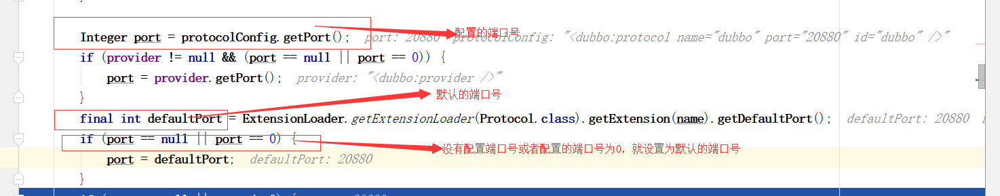 Integer port = protocolConfig.getPort(); port: 20880 protocolConfig: "<dubbo:protocol name="dubbo" port="20880" id="dubbo" />"
配置的端口号
if (provider != null && (port == null || port == 0)) {
port = provider.getPort(); provider: "<dubbo:provider />"
}
默认的端口号
final int defaultPort = ExtensionLoader.getExtensionLoader(Protocol.class).getExtension(name).getDefaultPort(); defaultPort: 20880
if (port == null || port == 0) {
没有配置端口号或者配置的端口号为0，就设置为默认的端口号
port = defaultPort; defaultPort: 20880
}